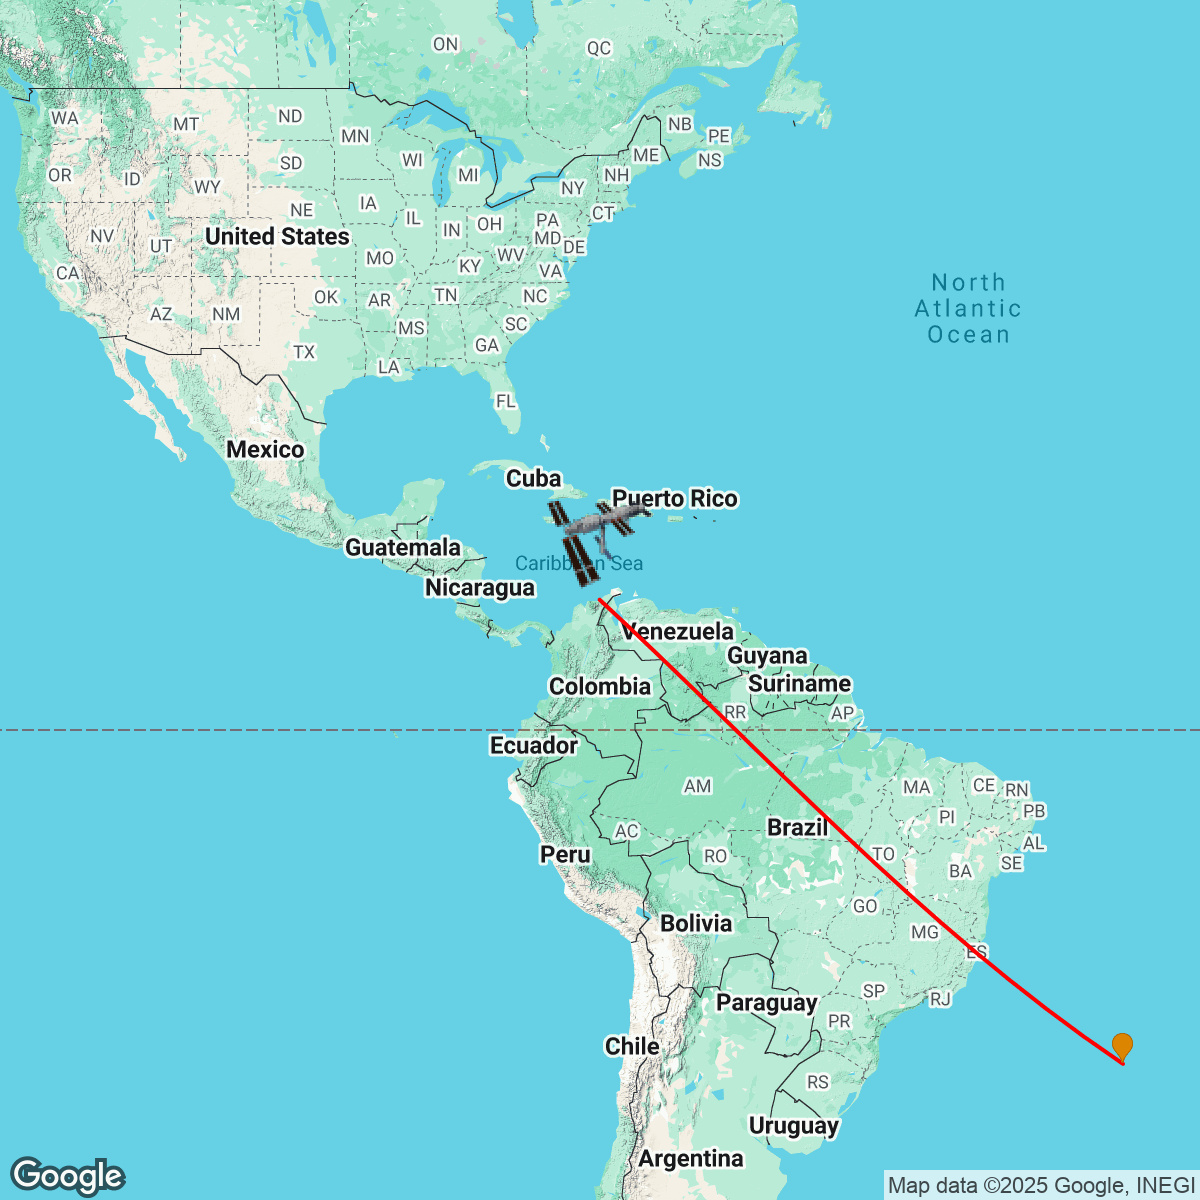 ON
QC
WA
MT
ND
MN
NB
PE
OR
ID
WY
SD
WI
MI
ME
NS
NH
NY
CT
NE
IA
IL
IN
OH
PA
MD
DE
NV
UT
United States
MO
WV
VA
KY
CA
AZ
NM
OK
AR
TN
NC
MS
SC
GA
TX
LA
FL
North
Atlantic
Ocean
Mexico
Cuba
Puerto Rico
Guatemala
Caribbean Sea
Nicaragua
Venezuela
Guyana
Colombia
Suriname
RR
AP
Ecuador
AM
MA
CE
RN
PB
PI
Brazil
AC
AL
Peru
RO
TO
BA
SE
GO
Bolivia
MG
ES
SP
RJ
Paraguay
PR
Chile
RS
Uruguay
Argentina
Google
Map data ©2025 Google, INEGI